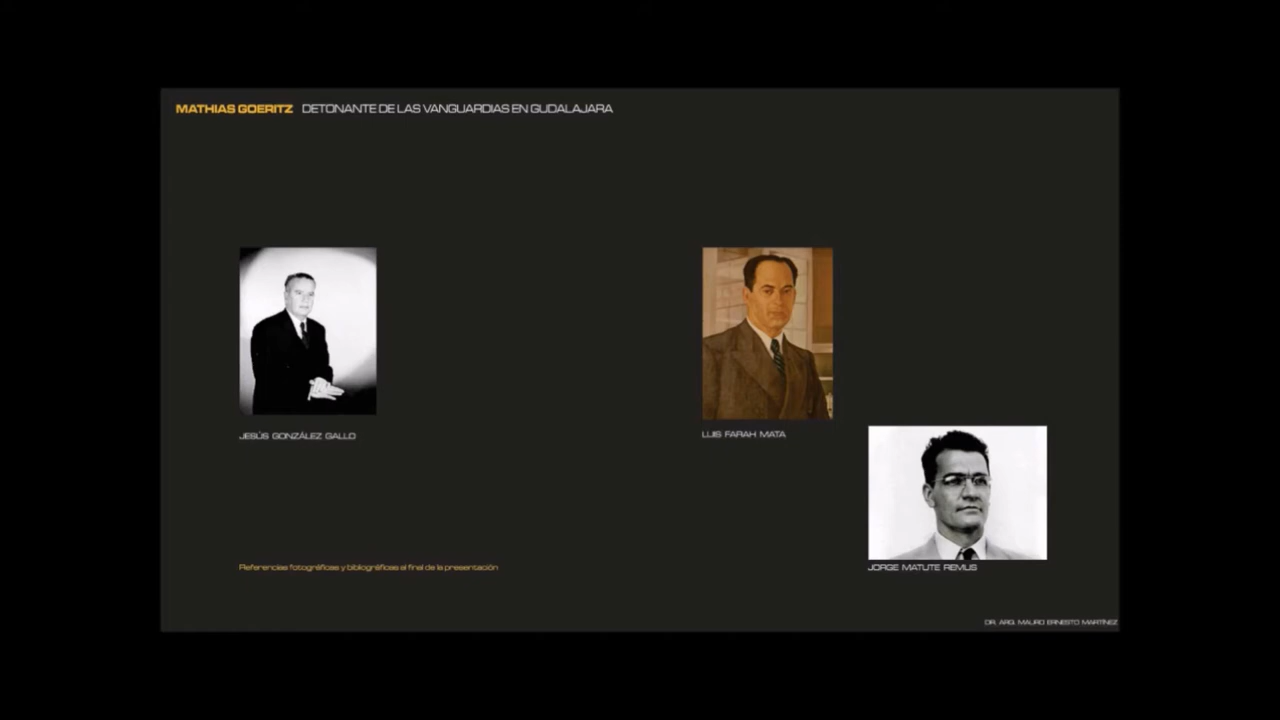 MATHIAS GOERITZ DETONANTE DE LAS VANGUARDIAS EN GUDALAJARA
JESÚS GONZÁLEZ GALLO
LUIS FARAH MATA
JORGE MATUTE REMUS
Referencias fotográficas y bibliográficas al final de la presentación
DR. ARQ. MAURO ERNESTO MARTÍNEZ